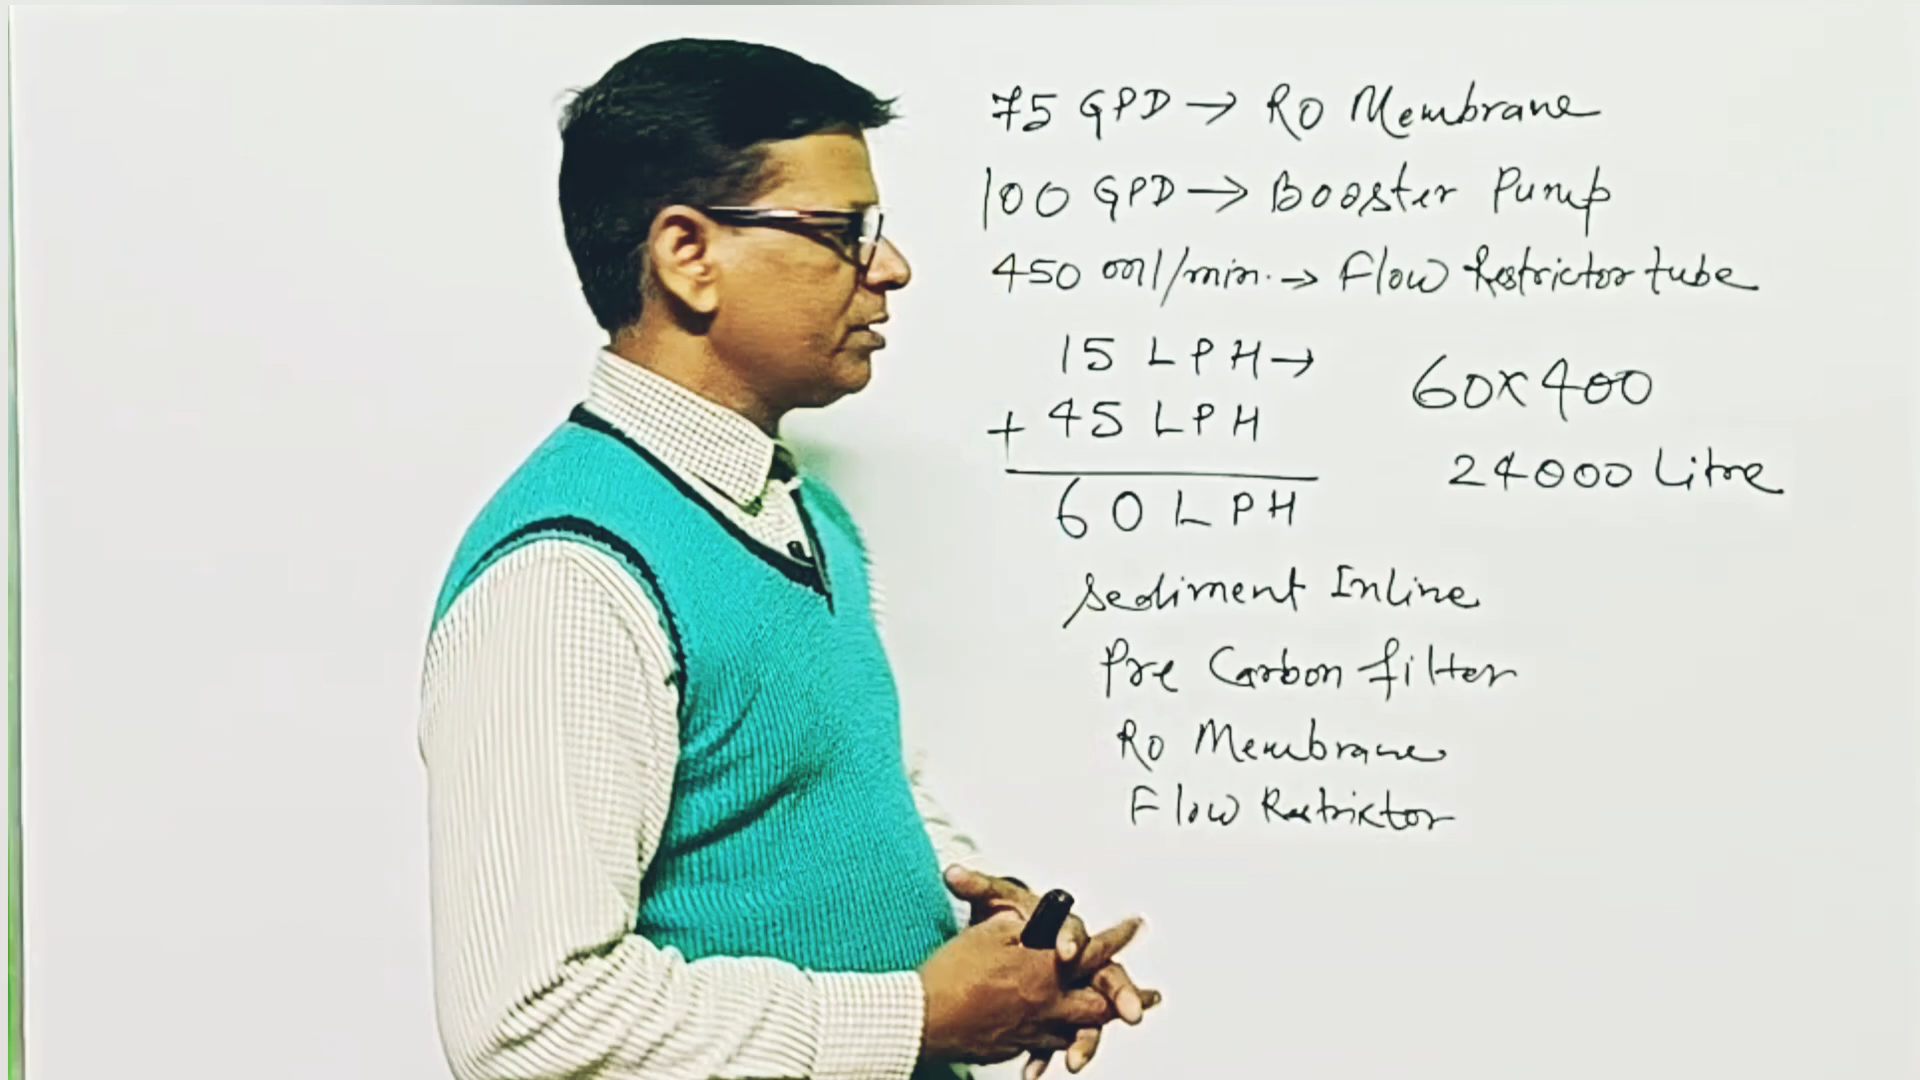 75 GPD → RO Membrane
100 GPD → Booster Pump
450 ml/min. → Flow Restrictor tube
15 LPH →
+ 45 LPH
60 LPH
60x400
24000 Litre
Sediment Inline
Pre Carbon filter
RO Membrane
Flow Restrictor